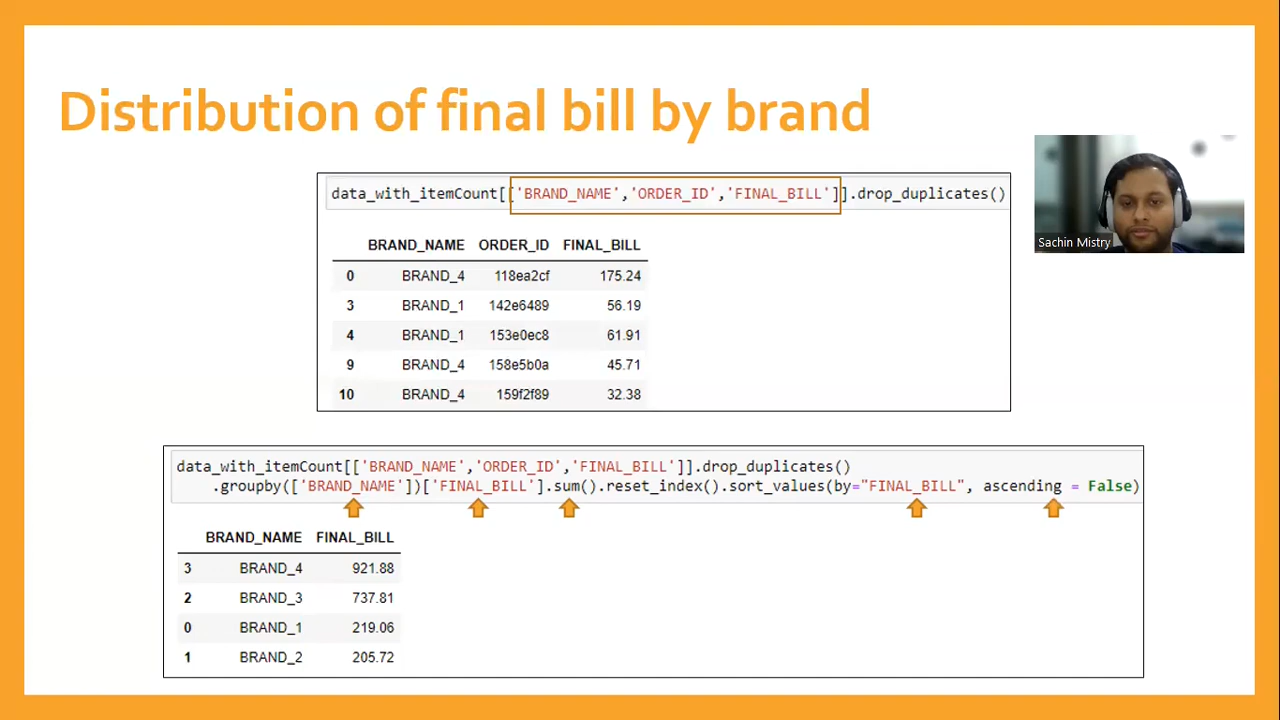 Distribution of final bill by brand
data_with_itemCount[['BRAND_NAME','ORDER_ID','FINAL_BILL']].drop_duplicates()
BRAND_NAME ORDER_ID FINAL_BILL
0 BRAND_4 118ea2cf 175.24
3 BRAND_1 142e6489 56.19
4 BRAND_1 153e0ec8 61.91
9 BRAND_4 158e5b0a 45.71
10 BRAND_4 159f2f89 32.38
Sachin Mistry
data_with_itemCount[['BRAND_NAME','ORDER_ID','FINAL_BILL']].drop_duplicates()
.groupby(['BRAND_NAME'])['FINAL_BILL'].sum().reset_index().sort_values(by="FINAL_BILL", ascending = False)
BRAND_NAME FINAL_BILL
3 BRAND_4 921.88
2 BRAND_3 737.81
0 BRAND_1 219.06
1 BRAND_2 205.72